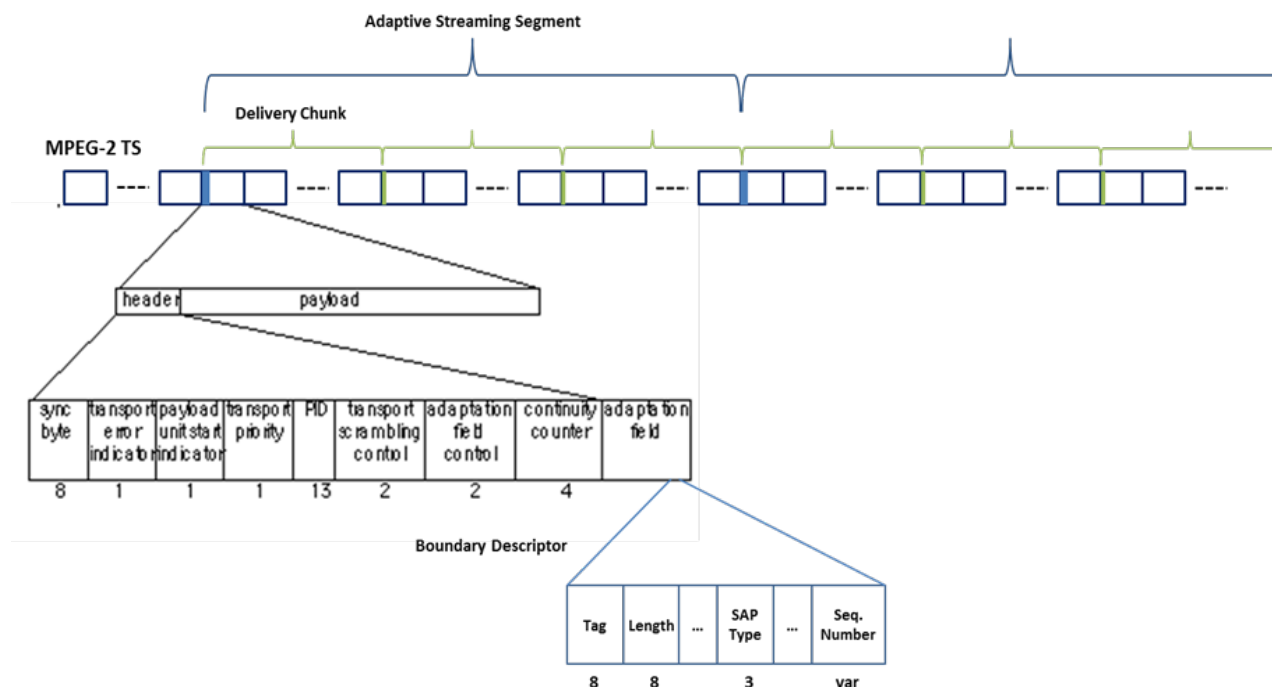 Adaptive Streaming Segment
Delivery Chunk
MPEG-2 TS
header payload
sync transport payload transport PID transport adaptation continuity adaptation
byte error unit start priority scrambling field counter field
indicator indicator control control
8 1 1 1 13 2 2 4
Boundary Descriptor
Tag Length ... SAP Type ... Seq. Number
8 8 3 var